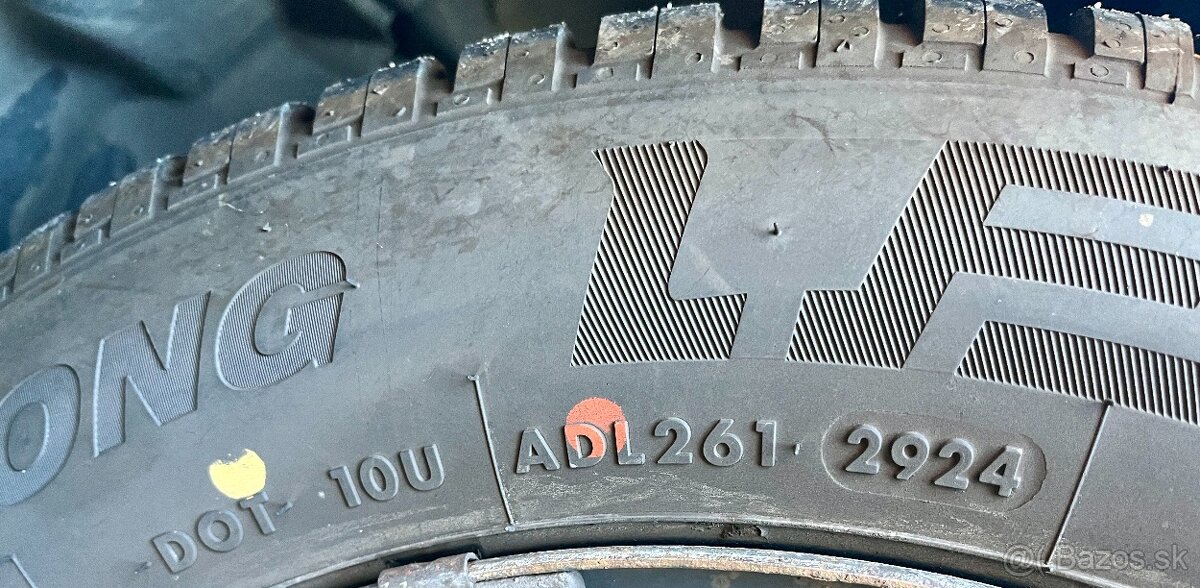 ONG
DOT 10U ADL261 2924
@ Bazos.sk